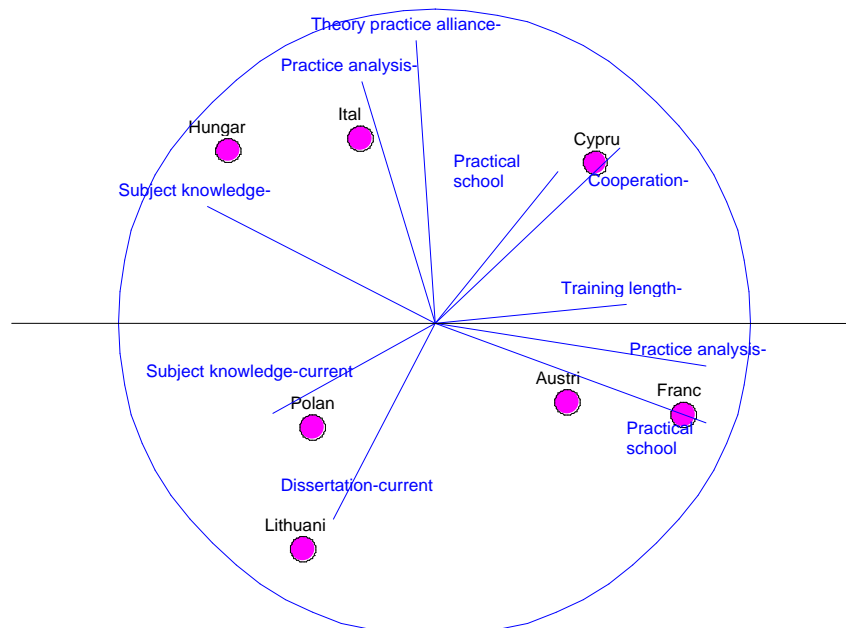 Theory practice alliance-
Practice analysis-
Ital
Hungar
Cypru
Practical
school
Cooperation-
Subject knowledge-
Training length-
Practice analysis-
Subject knowledge-current
Austri
Franc
Polan
Practical
school
Dissertation-current
Lithuani